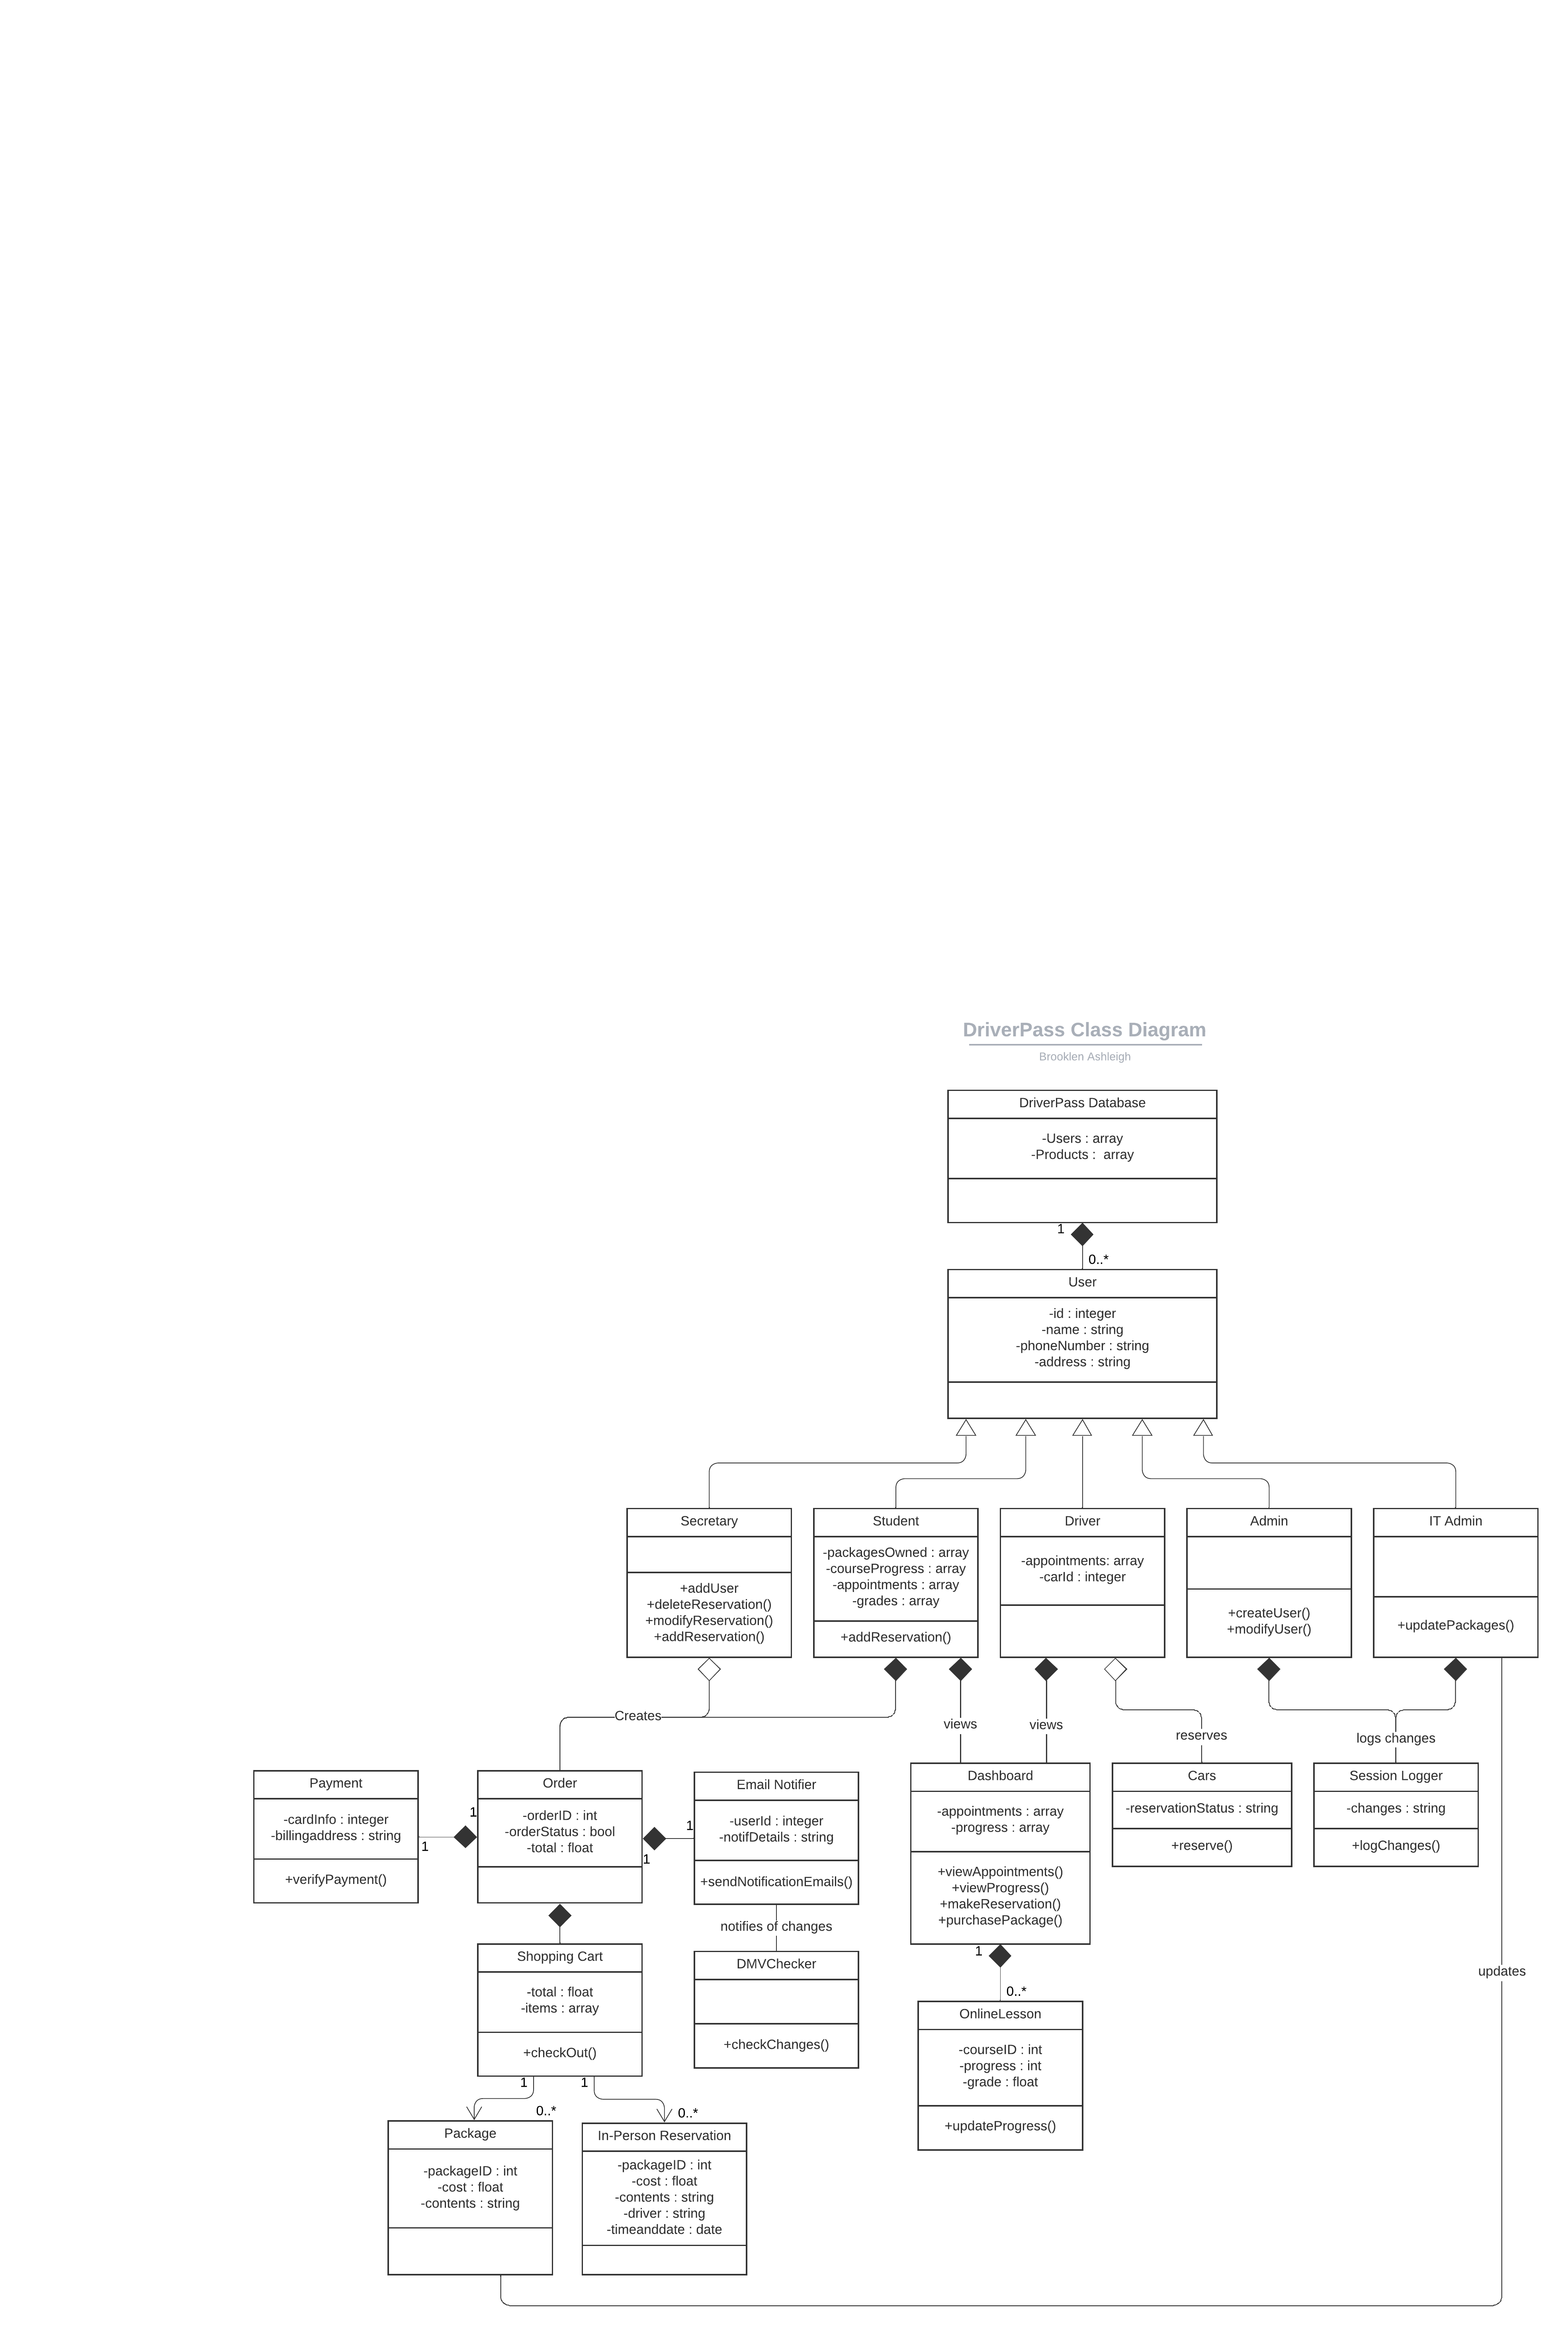 DriverPass Class Diagram
Brooklen Ashleigh
DriverPass Database
-Users : array
-Products :  array
1
0..*
User
-id : integer
-name : string
-phoneNumber : string
-address : string
Secretary
+addUser
+deleteReservation()
+modifyReservation()
+addReservation()
Student
-packagesOwned : array
-courseProgress : array
-appointments : array
-grades : array
+addReservation()
Driver
-appointments: array
-carId : integer
Admin
+createUser()
+modifyUser()
IT Admin
+updatePackages()
Creates
views
views
reserves
logs changes
Payment
-cardInfo : integer
-billingaddress : string
+verifyPayment()
1
1
Order
-orderID : int
-orderStatus : bool
-total : float
1
1
Email Notifier
-userId : integer
-notifDetails : string
+sendNotificationEmails()
notifies of changes
DMVChecker
+checkChanges()
Dashboard
-appointments : array
-progress : array
+viewAppointments()
+viewProgress()
+makeReservation()
+purchasePackage()
Cars
-reservationStatus : string
+reserve()
Session Logger
-changes : string
+logChanges()
Shopping Cart
-total : float
-items : array
+checkOut()
1
0..*
OnlineLesson
-courseID : int
-progress : int
-grade : float
+updateProgress()
updates
1
1
0..*
0..*
Package
-packageID : int
-cost : float
-contents : string
In-Person Reservation
-packageID : int
-cost : float
-contents : string
-driver : string
-timeanddate : date